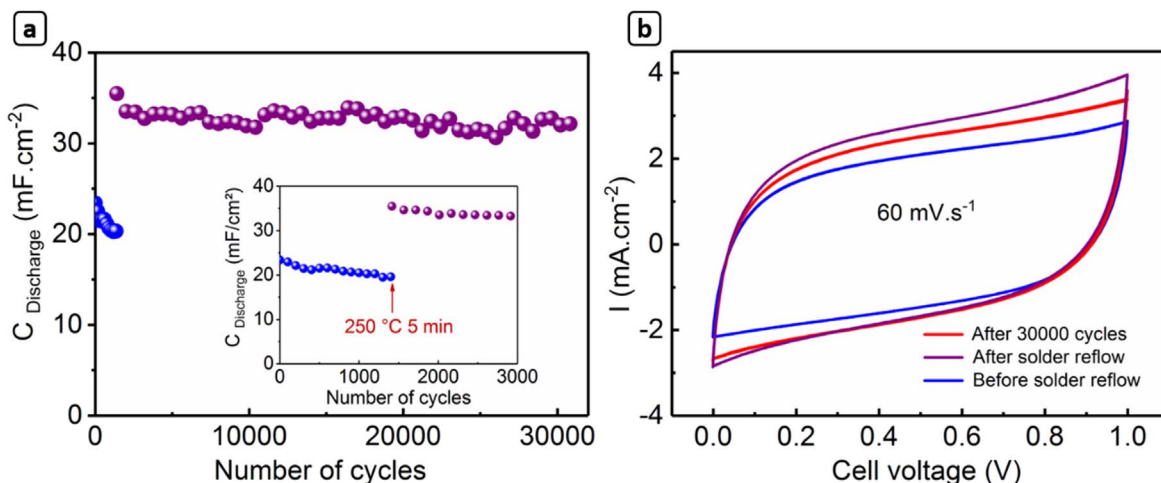 a
C Discharge (mF.cm⁻²)
40
30
20
10
0
0
10000
20000
30000
Number of cycles
C Discharge (mF/cm²)
40
30
20
10
0
250 °C 5 min
0
1000
2000
3000
Number of cycles
b
I (mA.cm⁻²)
4
2
0
-2
-4
60 mV.s⁻¹
After 30000 cycles
After solder reflow
Before solder reflow
0.0
0.2
0.4
0.6
0.8
1.0
Cell voltage (V)